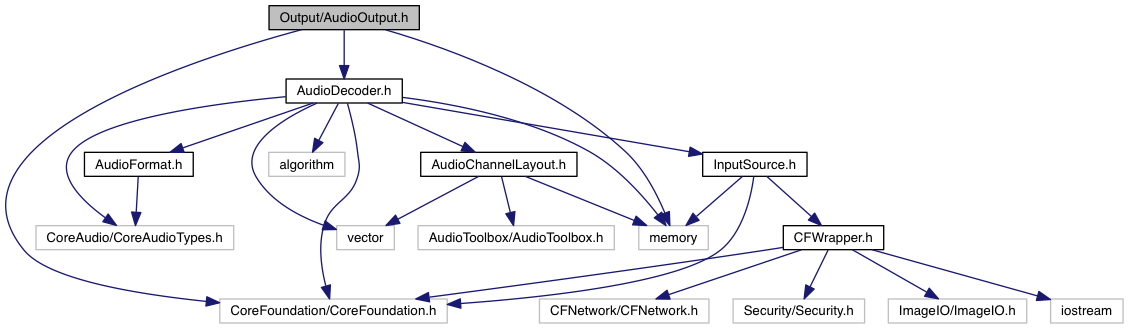 Output/AudioOutput.h
AudioDecoder.h
AudioFormat.h
algorithm
AudioChannelLayout.h
InputSource.h
CoreAudio/CoreAudioTypes.h
vector
AudioToolbox/AudioToolbox.h
memory
CFWrapper.h
CoreFoundation/CoreFoundation.h
CFNetwork/CFNetwork.h
Security/Security.h
ImageIO/ImageIO.h
iostream